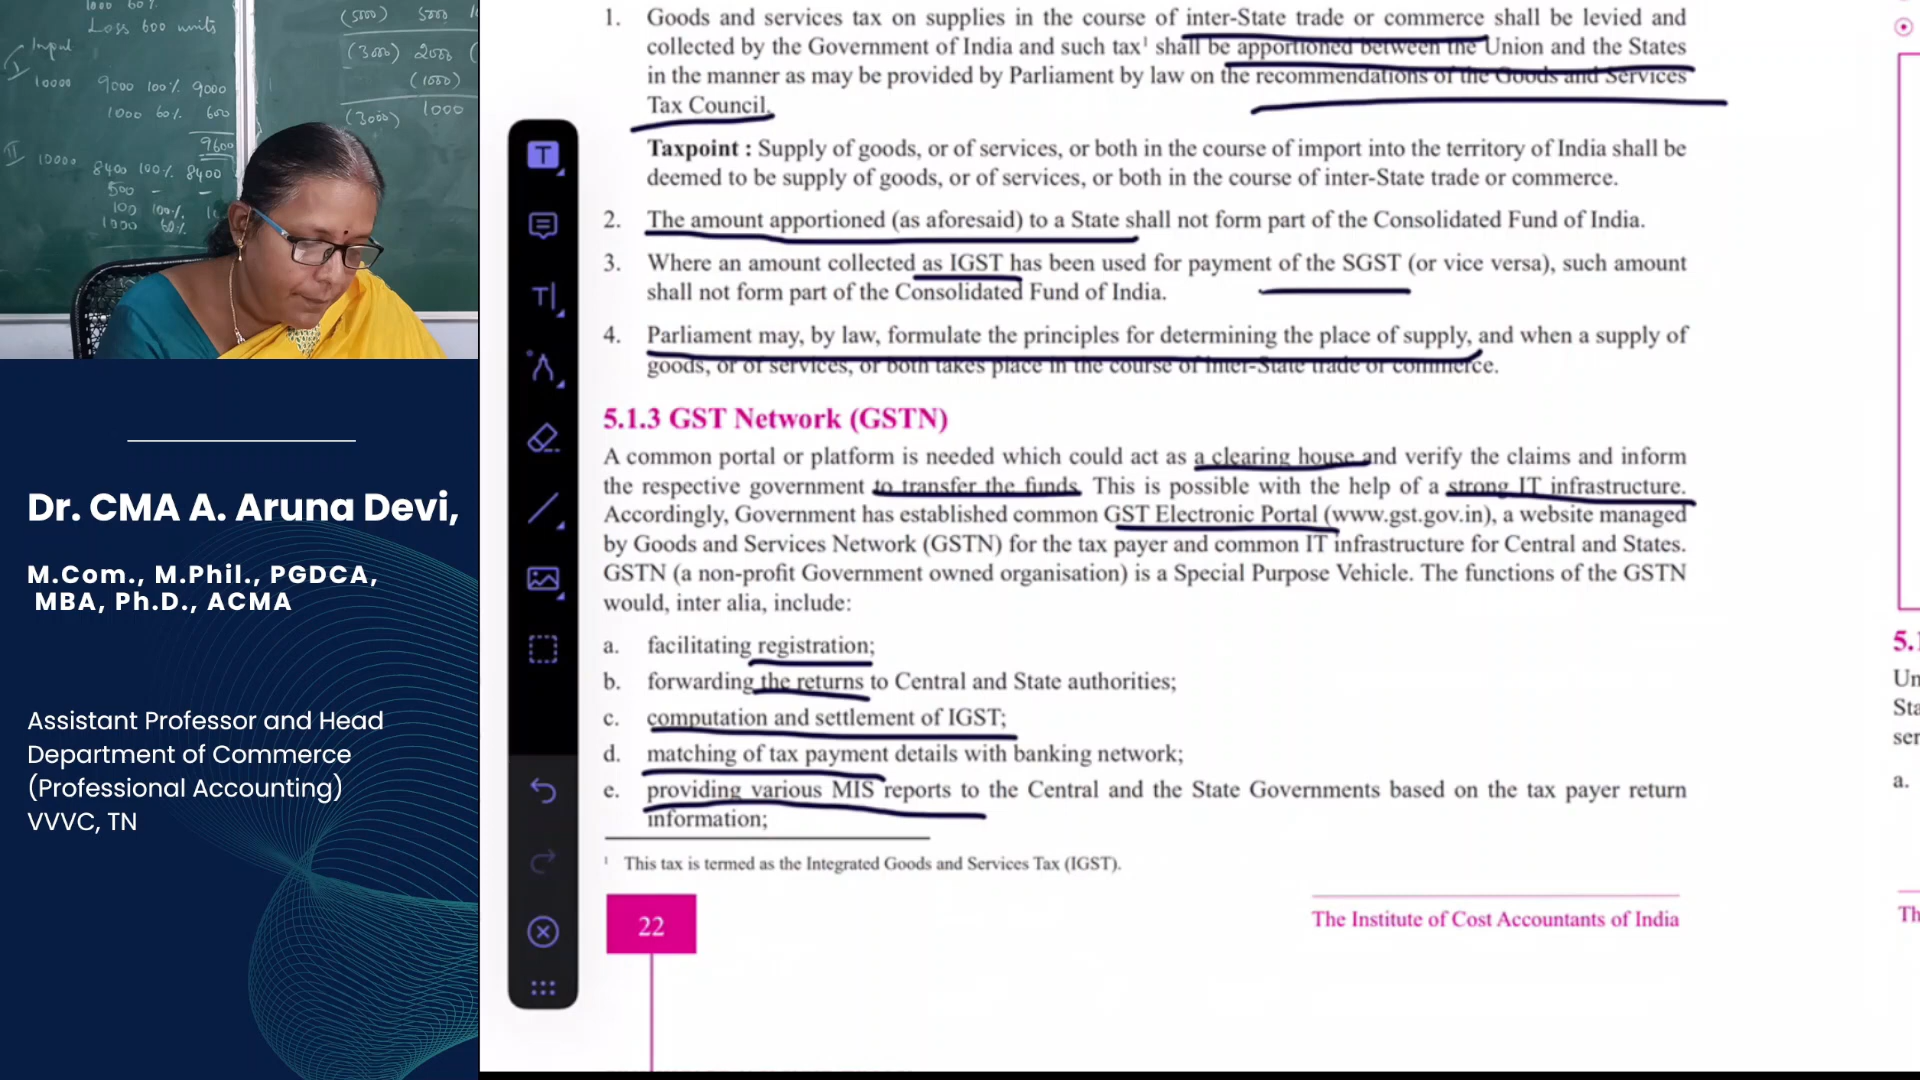 1000 60%
Loss 600 units
Input
I
10000 9000 100% 9000
1000 60% 600
9600
II 10000 8400 100% 8400
500 - -
100 100%
1000 60%
(5000) 5000
(3000) 2000
(1000)
(3000) 1000
Dr. CMA A. Aruna Devi,
M.Com., M.Phil., PGDCA,
MBA, Ph.D., ACMA
Assistant Professor and Head
Department of Commerce
(Professional Accounting)
VVVC, TN
1. Goods and services tax on supplies in the course of inter-State trade or commerce shall be levied and
collected by the Government of India and such tax¹ shall be apportioned between the Union and the States
in the manner as may be provided by Parliament by law on the recommendations of the Goods and Services
Tax Council.
Taxpoint : Supply of goods, or of services, or both in the course of import into the territory of India shall be
deemed to be supply of goods, or of services, or both in the course of inter-State trade or commerce.
2. The amount apportioned (as aforesaid) to a State shall not form part of the Consolidated Fund of India.
3. Where an amount collected as IGST has been used for payment of the SGST (or vice versa), such amount
shall not form part of the Consolidated Fund of India.
4. Parliament may, by law, formulate the principles for determining the place of supply, and when a supply of
goods, or of services, or both takes place in the course of inter-State trade or commerce.
5.1.3 GST Network (GSTN)
A common portal or platform is needed which could act as a clearing house and verify the claims and inform
the respective government to transfer the funds. This is possible with the help of a strong IT infrastructure.
Accordingly, Government has established common GST Electronic Portal (www.gst.gov.in), a website managed
by Goods and Services Network (GSTN) for the tax payer and common IT infrastructure for Central and States.
GSTN (a non-profit Government owned organisation) is a Special Purpose Vehicle. The functions of the GSTN
would, inter alia, include:
a. facilitating registration;
b. forwarding the returns to Central and State authorities;
c. computation and settlement of IGST;
d. matching of tax payment details with banking network;
e. providing various MIS reports to the Central and the State Governments based on the tax payer return
information;
¹ This tax is termed as the Integrated Goods and Services Tax (IGST).
22
The Institute of Cost Accountants of India
5.
a.